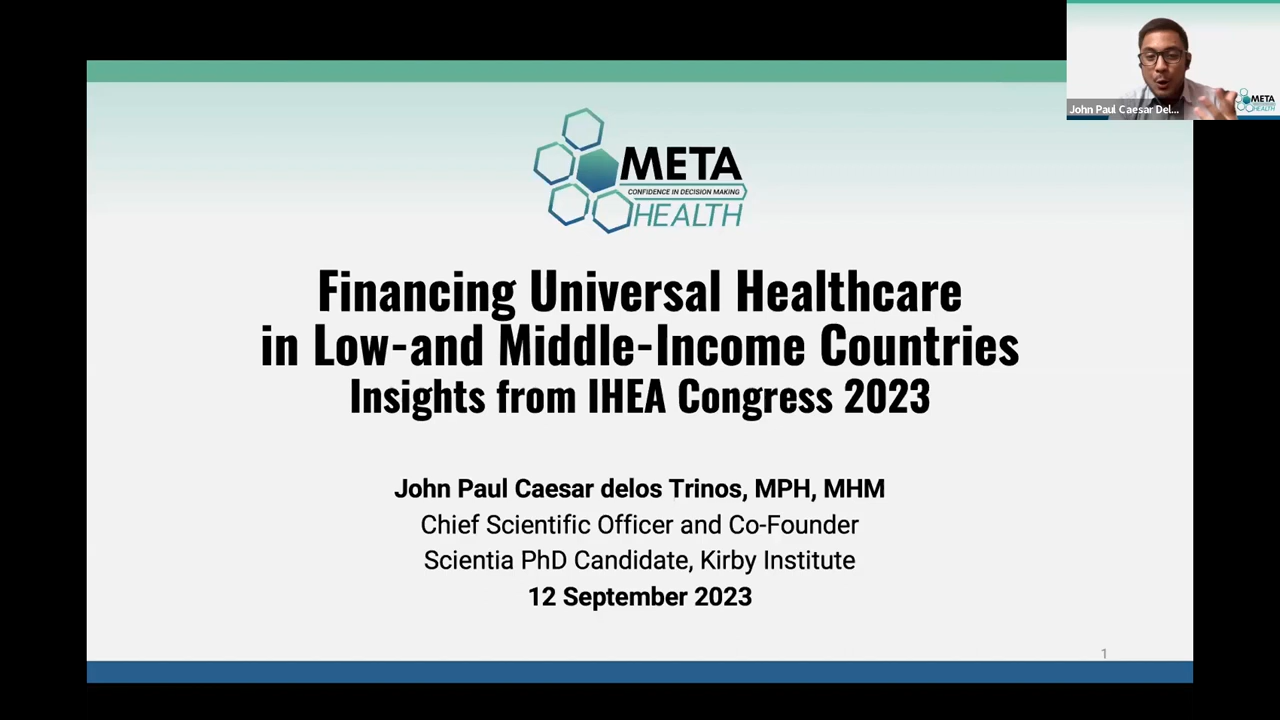 META
CONFIDENCE IN DECISION MAKING
HEALTH
John Paul Caesar Del...
META
HEALTH
Financing Universal Healthcare
in Low-and Middle-Income Countries
Insights from IHEA Congress 2023
John Paul Caesar delos Trinos, MPH, MHM
Chief Scientific Officer and Co-Founder
Scientia PhD Candidate, Kirby Institute
12 September 2023
1